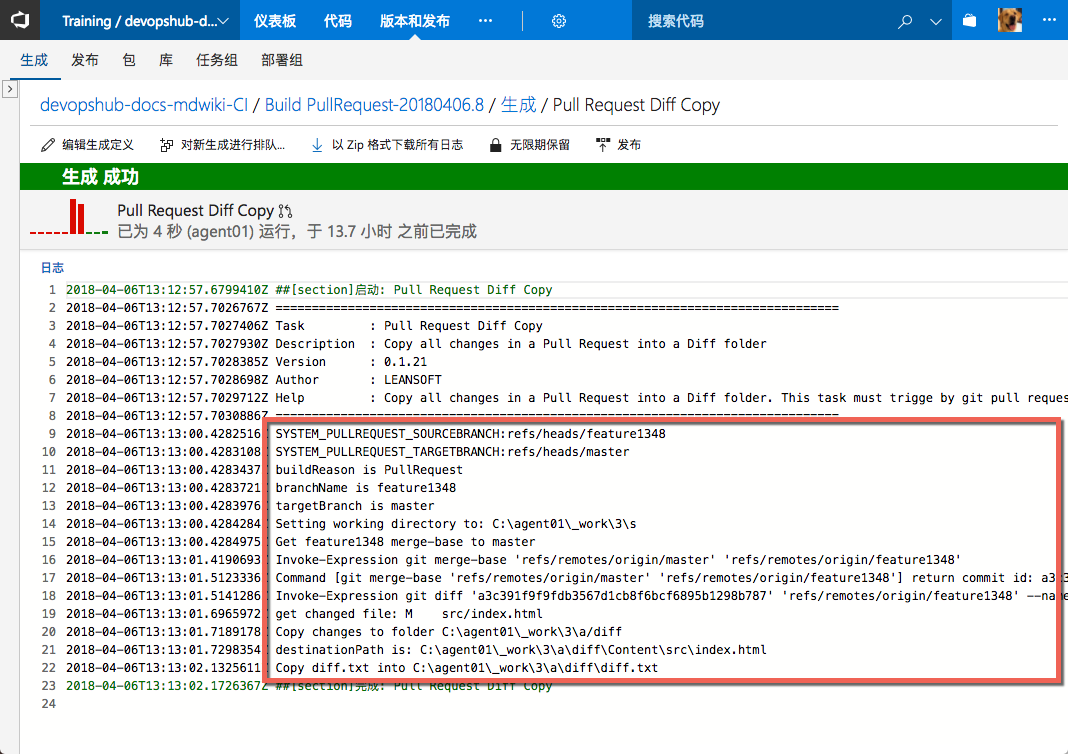 Training / devopshub-d... 仪表板 代码 版本和发布 ··· 搜索代码 ···
生成 发布 包 库 任务组 部署组
devopshub-docs-mdwiki-CI / Build PullRequest-20180406.8 / 生成 / Pull Request Diff Copy
编辑生成定义 对新生成进行排队... 以 Zip 格式下载所有日志 无限期保留 发布
生成 成功
Pull Request Diff Copy
已为 4 秒 (agent01) 运行，于 13.7 小时 之前已完成
日志
1 2018-04-06T13:12:57.6799410Z ##[section]启动: Pull Request Diff Copy
2 2018-04-06T13:12:57.7026767Z ==============================================================================
3 2018-04-06T13:12:57.7027406Z Task         : Pull Request Diff Copy
4 2018-04-06T13:12:57.7027930Z Description  : Copy all changes in a Pull Request into a Diff folder
5 2018-04-06T13:12:57.7028385Z Version      : 0.1.21
6 2018-04-06T13:12:57.7028698Z Author       : LEANSOFT
7 2018-04-06T13:12:57.7029712Z Help         : Copy all changes in a Pull Request into a Diff folder. This task must trigge by git pull reques
8 2018-04-06T13:12:57.7030886Z ==============================================================================
9 2018-04-06T13:13:00.4282516 SYSTEM_PULLREQUEST_SOURCEBRANCH:refs/heads/feature1348
10 2018-04-06T13:13:00.4283108 SYSTEM_PULLREQUEST_TARGETBRANCH:refs/heads/master
11 2018-04-06T13:13:00.4283437 buildReason is PullRequest
12 2018-04-06T13:13:00.4283721 branchName is feature1348
13 2018-04-06T13:13:00.4283976 targetBranch is master
14 2018-04-06T13:13:00.4284284 Setting working directory to: C:\agent01\_work\3\s
15 2018-04-06T13:13:00.4284975 Get feature1348 merge-base to master
16 2018-04-06T13:13:01.4190693 Invoke-Expression git merge-base 'refs/remotes/origin/master' 'refs/remotes/origin/feature1348'
17 2018-04-06T13:13:01.5123336 Command [git merge-base 'refs/remotes/origin/master' 'refs/remotes/origin/feature1348'] return commit id: a3c3
18 2018-04-06T13:13:01.5141286 Invoke-Expression git diff 'a3c391f9f9fdb3567d1cb8f6bcf6895b1298b787' 'refs/remotes/origin/feature1348' --name
19 2018-04-06T13:13:01.6965972 get changed file: M    src/index.html
20 2018-04-06T13:13:01.7189178 Copy changes to folder C:\agent01\_work\3\a/diff
21 2018-04-06T13:13:01.7298354 destinationPath is: C:\agent01\_work\3\a\diff\Content\src\index.html
22 2018-04-06T13:13:02.1325611 Copy diff.txt into C:\agent01\_work\3\a\diff\diff.txt
23 2018-04-06T13:13:02.1726367Z ##[section]完成: Pull Request Diff Copy
24